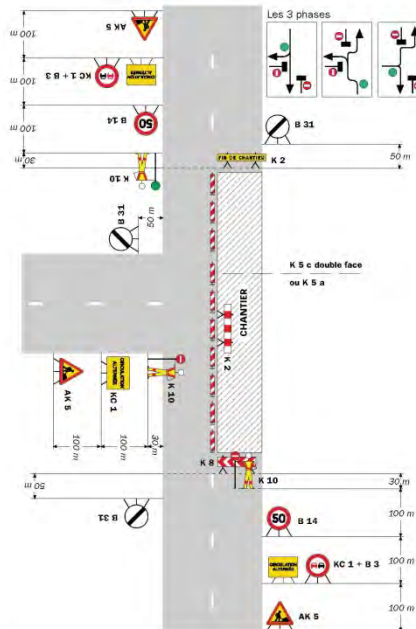 Les 3 phases
100 m
AK 5
100 m
KC 1 + B 3
CIRCULATION ALTERNÉE
100 m
50
B 14
B 31
30 m
K 10
FIN DE CHANTIER
K 2
50 m
B 31
50 m
K 5 c double face
ou K 5 a
CHANTIER
K 2
AK 5
CIRCULATION ALTERNÉE
KC 1
K 10
100 m
100 m
30 m
K 8
K 10
30 m
50 m
B 31
50
B 14
100 m
CIRCULATION ALTERNÉE
KC 1 + B 3
100 m
AK 5
100 m